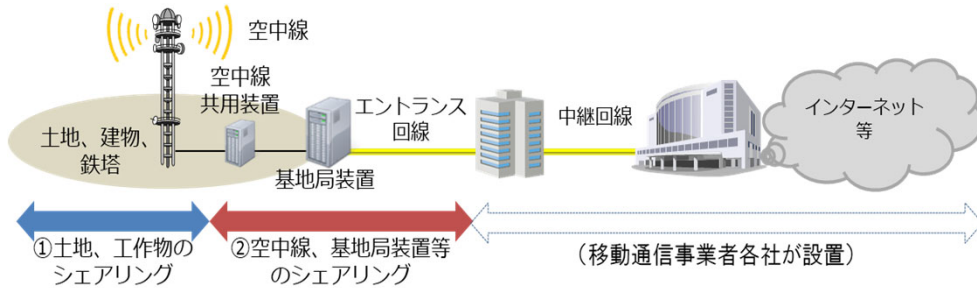 空中線
空中線
共用装置
土地、建物、
鉄塔
基地局装置
エントランス
回線
中継回線
インターネット
等
①土地、工作物の
シェアリング
②空中線、基地局装置等
のシェアリング
（移動通信事業者各社が設置）